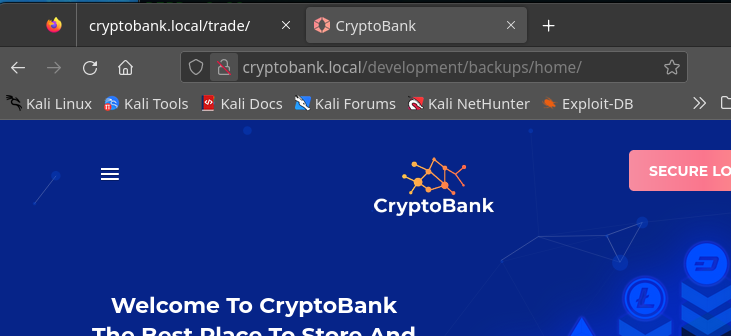 cryptobank.local/trade/
CryptoBank
cryptobank.local/development/backups/home/
Kali Linux Kali Tools Kali Docs Kali Forums Kali NetHunter Exploit-DB
CryptoBank
SECURE LO
Welcome To CryptoBank
The Best Place To Store And